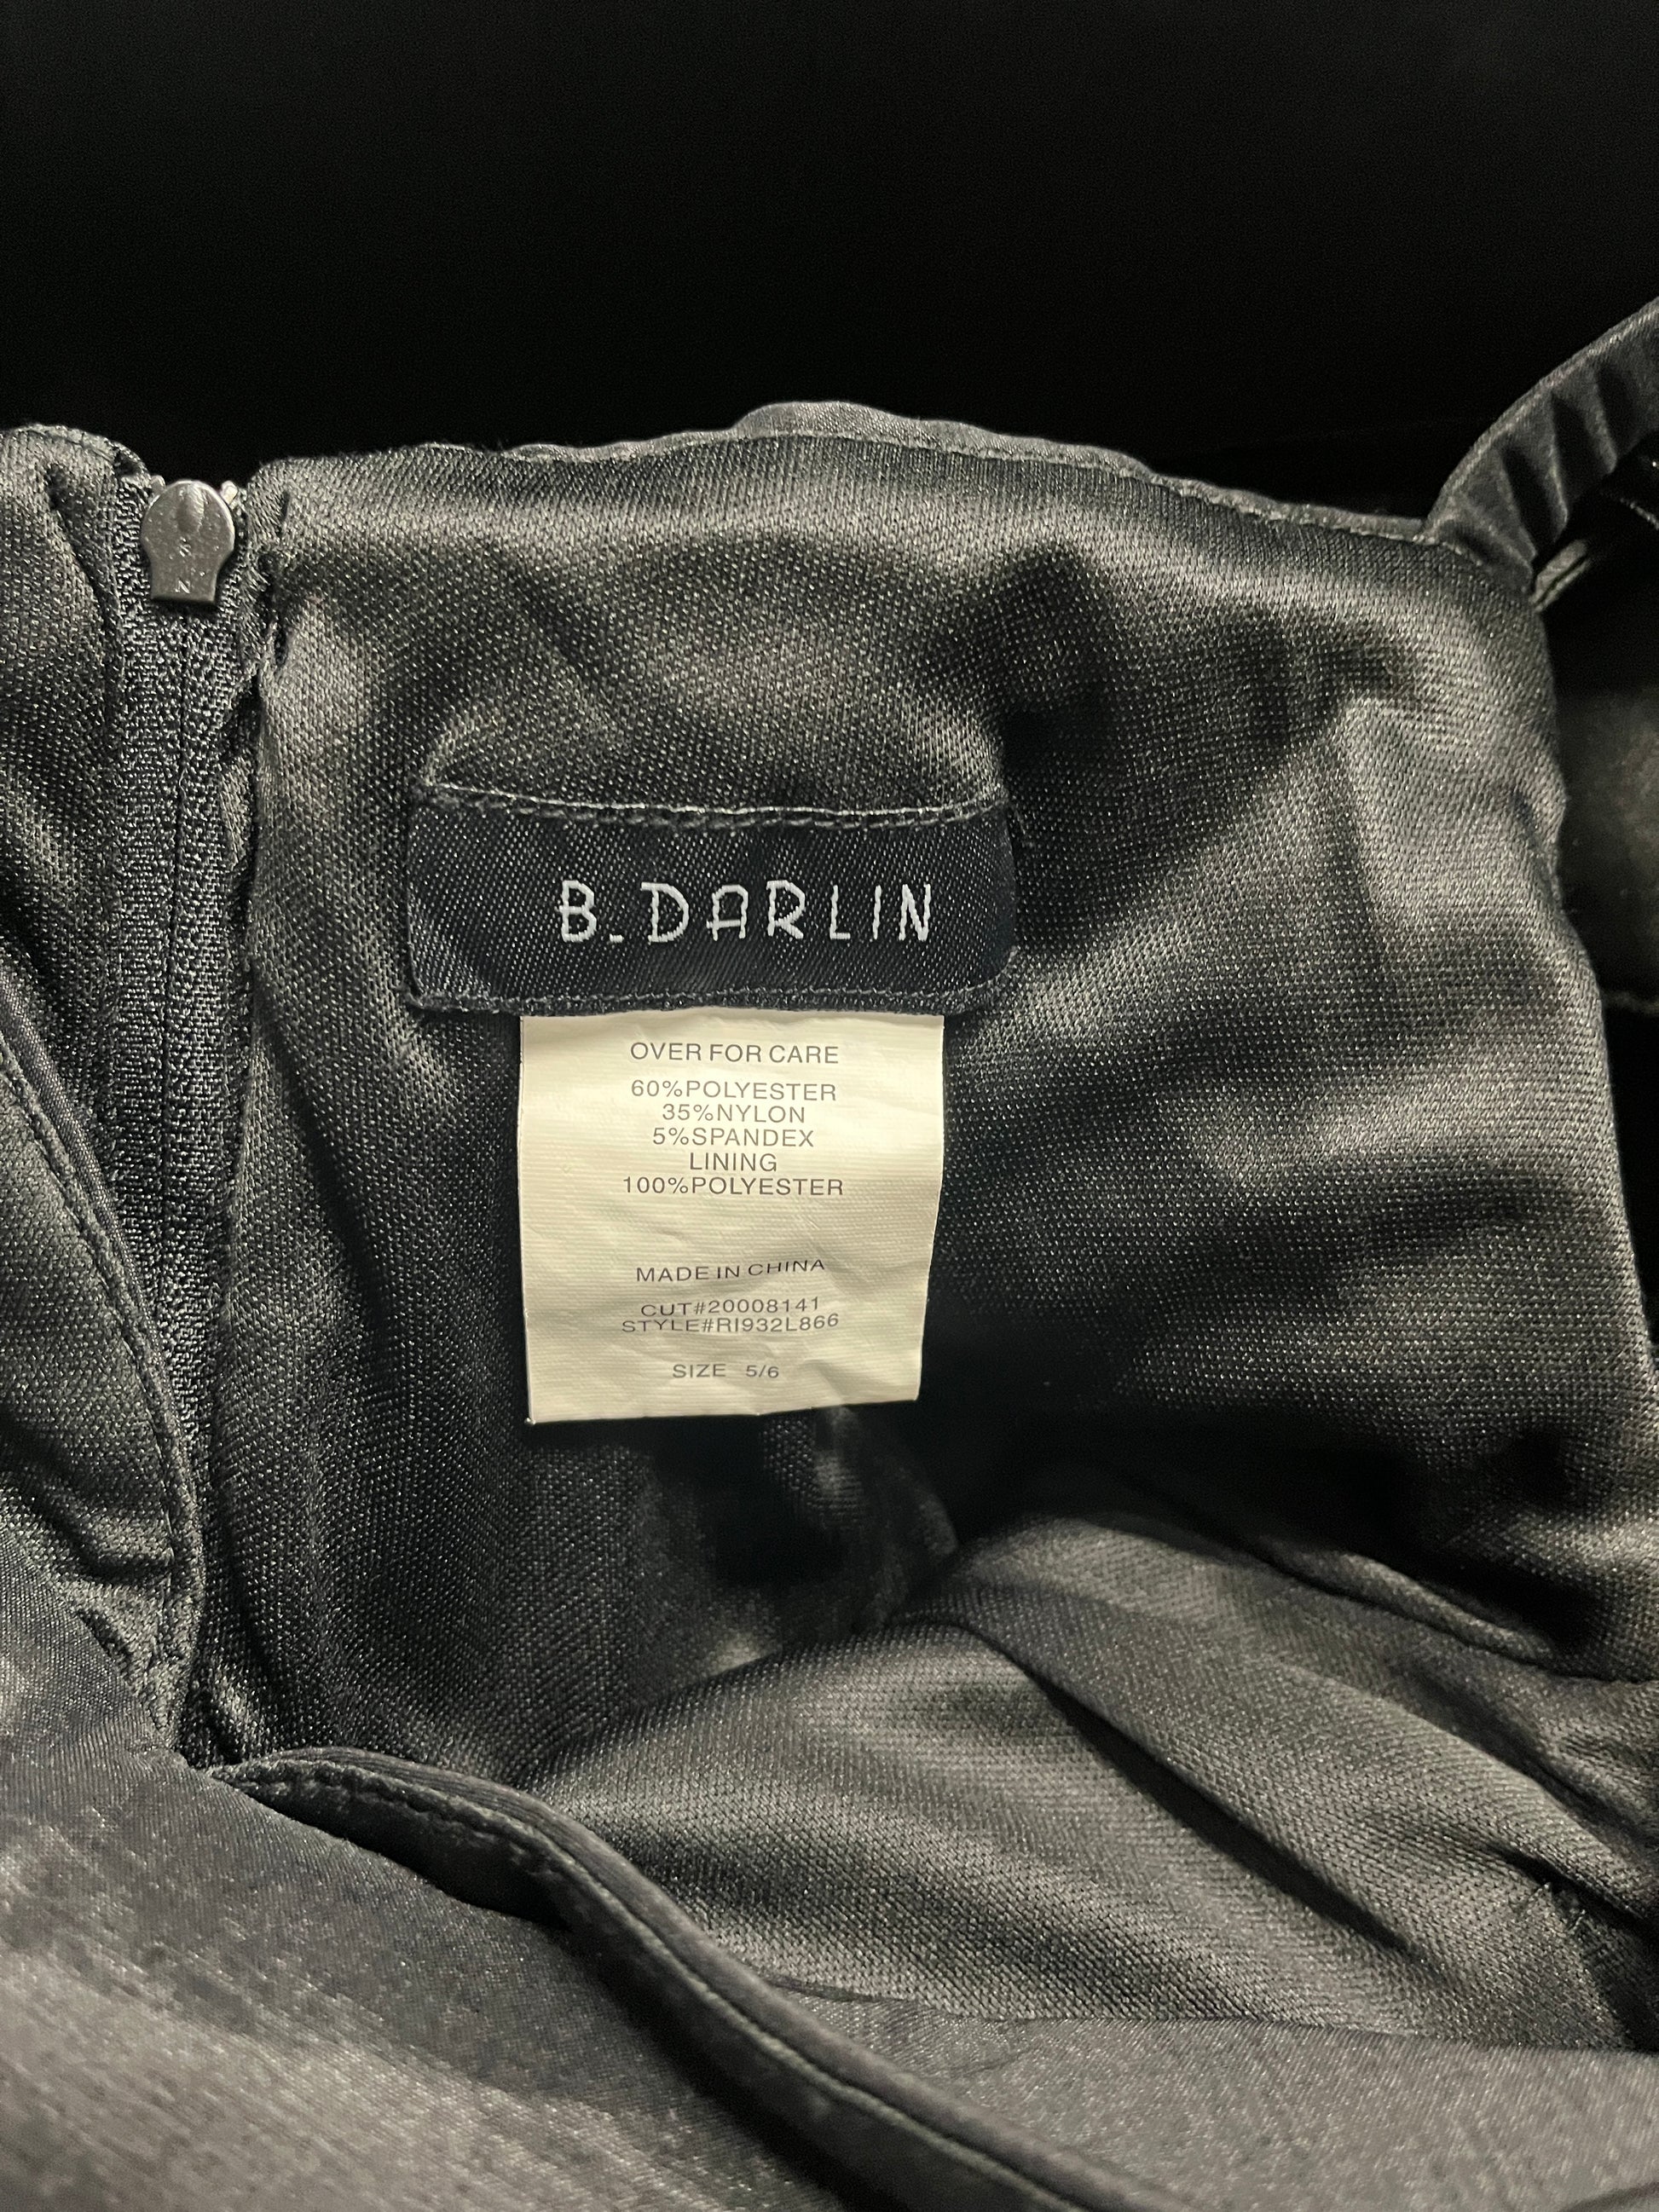 B.DARLIN
OVER FOR CARE
60%POLYESTER
35%NYLON
5%SPANDEX
LINING
100%POLYESTER
MADE IN CHINA
CUT#20008141
STYLE#RI932L866
SIZE 5/6